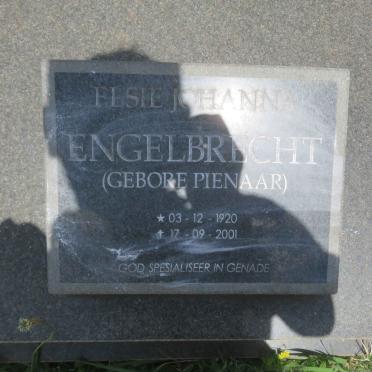 ELSIE JOHANNA
ENGELBRECHT
(GEBORE PIENAAR)
★ 03 - 12 - 1920
✝ 17 - 09 - 2001
GOD SPESIALISEER IN GENADE